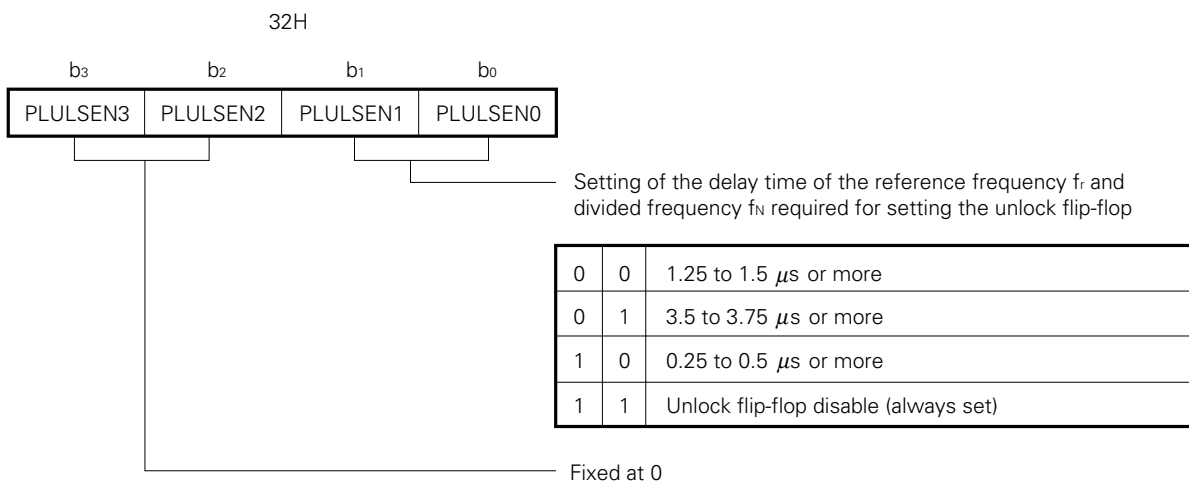 32H
b3 b2 b1 b0
PLULSEN3 PLULSEN2 PLULSEN1 PLULSEN0
Setting of the delay time of the reference frequency fr and
divided frequency fN required for setting the unlock flip-flop
0 0 1.25 to 1.5 μs or more
0 1 3.5 to 3.75 μs or more
1 0 0.25 to 0.5 μs or more
1 1 Unlock flip-flop disable (always set)
Fixed at 0